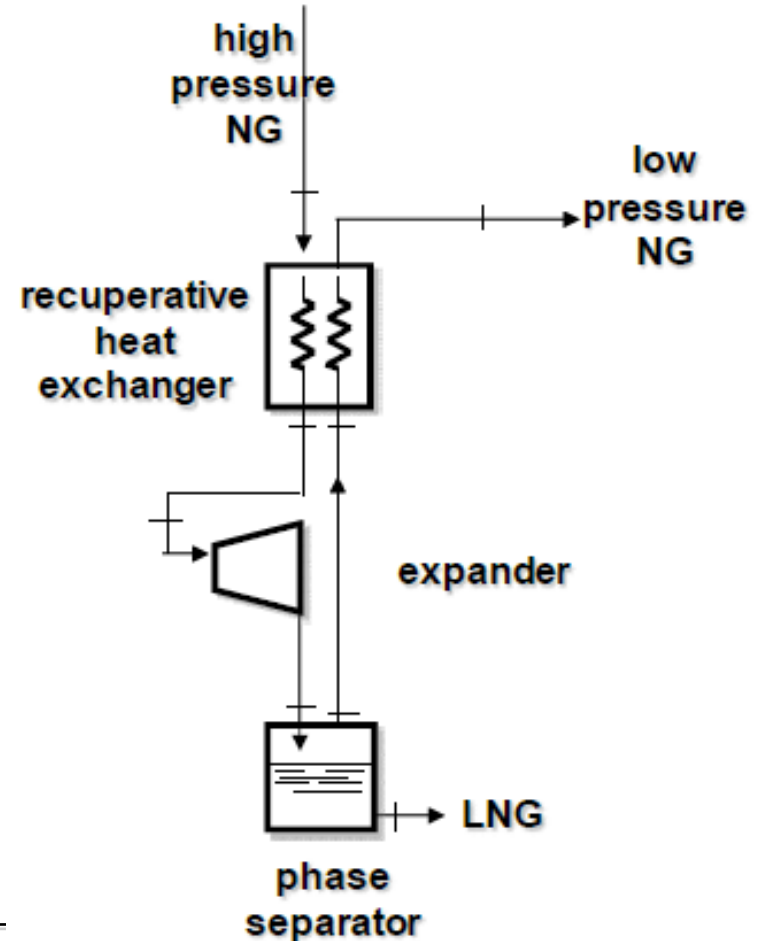 high
pressure
NG
low
pressure
NG
recuperative
heat
exchanger
expander
LNG
phase
separator